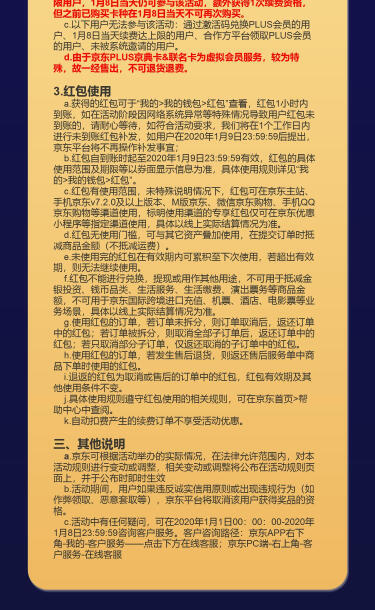 限用户，1月8日当天仍可参与该活动，额外获得1次续费资格，
但之前已购买卡种在1月8日当天不可再次购买。
c.以下用户无法参与该活动：通过激活码兑换PLUS会员的用
户、1月8日当天续费达上限的用户、合作方平台领取PLUS会员
的用户、未被系统邀请的用户。
d.由于京东PLUS京典卡&联名卡为虚拟会员服务，较为特
殊，故一经售出，不可退货退费。
3.红包使用
a.获得的红包可于“我的>我的钱包>红包”查看，红包1小时内
到账，如在活动阶段因网络系统异常等特殊情况导致用户红包未
到账的，请耐心等待，如符合活动要求，我们将在1个工作日内
进行未到账红包补发，如用户在2020年1月9日23:59:59后提出，
京东平台将不再操作补发事宜；
b.红包自到账时起至2020年1月9日23:59:59有效，红包的具体
使用范围及期限等以券面显示信息为准，具体使用规则详见“我
的>我的钱包>红包”。
c.红包有使用范围，未特殊说明情况下，红包可在京东主站、
手机京东v7.2.0及以上版本、M版京东、微信京东购物、手机QQ
京东购物等渠道使用，标明使用渠道的专享红包仅可在京东优惠
小程序等指定渠道使用，具体以线上实际结算情况为准。
d.红包无使用门槛，可与其它资产叠加使用，在提交订单时抵
减商品金额（不抵减运费）。
e.未使用完的红包在有效期内可累积至下次使用，若超出有效
期，则无法继续使用。
f.红包不能进行兑换，提现或用作其他用途，不可用于抵减金
银投资、钱币品类、生活服务、生活缴费、演出票务等商品金
额，不可用于京东国际跨境进口充值、机票、酒店、电影票等业
务场景，具体以线上实际结算情况为准。
g.使用红包的订单，若订单未拆分，则订单取消后，返还订单
中的红包；若订单被拆分，则取消全部子订单后，返还订单中的
红包；若只取消部分子订单，仅返还取消的子订单中的红包。
h.使用红包的订单，若发生售后退货，则返还售后服务单中商
品下单时使用的红包。
i.退返的红包为取消或售后的订单中的红包，红包有效期及其
他使用条件不变。
j.具体使用规则遵守红包使用的相关规则，可在京东首页>帮
助中心中查阅。
k.自动扣费产生的续费订单不享受活动优惠。
三、其他说明
a.京东可根据活动举办的实际情况，在法律允许范围内，对本
活动规则进行变动或调整，相关变动或调整将公布在活动规则页
面上，并于公布时即时生效
b.活动期间，用户如果违反诚实信用原则或出现违规行为（如
作弊领取、恶意套取等），京东平台将取消该用户获得奖品的资
格。
c.活动中有任何疑问，可在2020年1月1日00：00：00-2020年
1月8日23:59:59咨询客户服务。客户咨询路径：京东APP右下
角-我的-客户服务——点击下方在线客服；京东PC端-右上角-客
户服务-在线客服